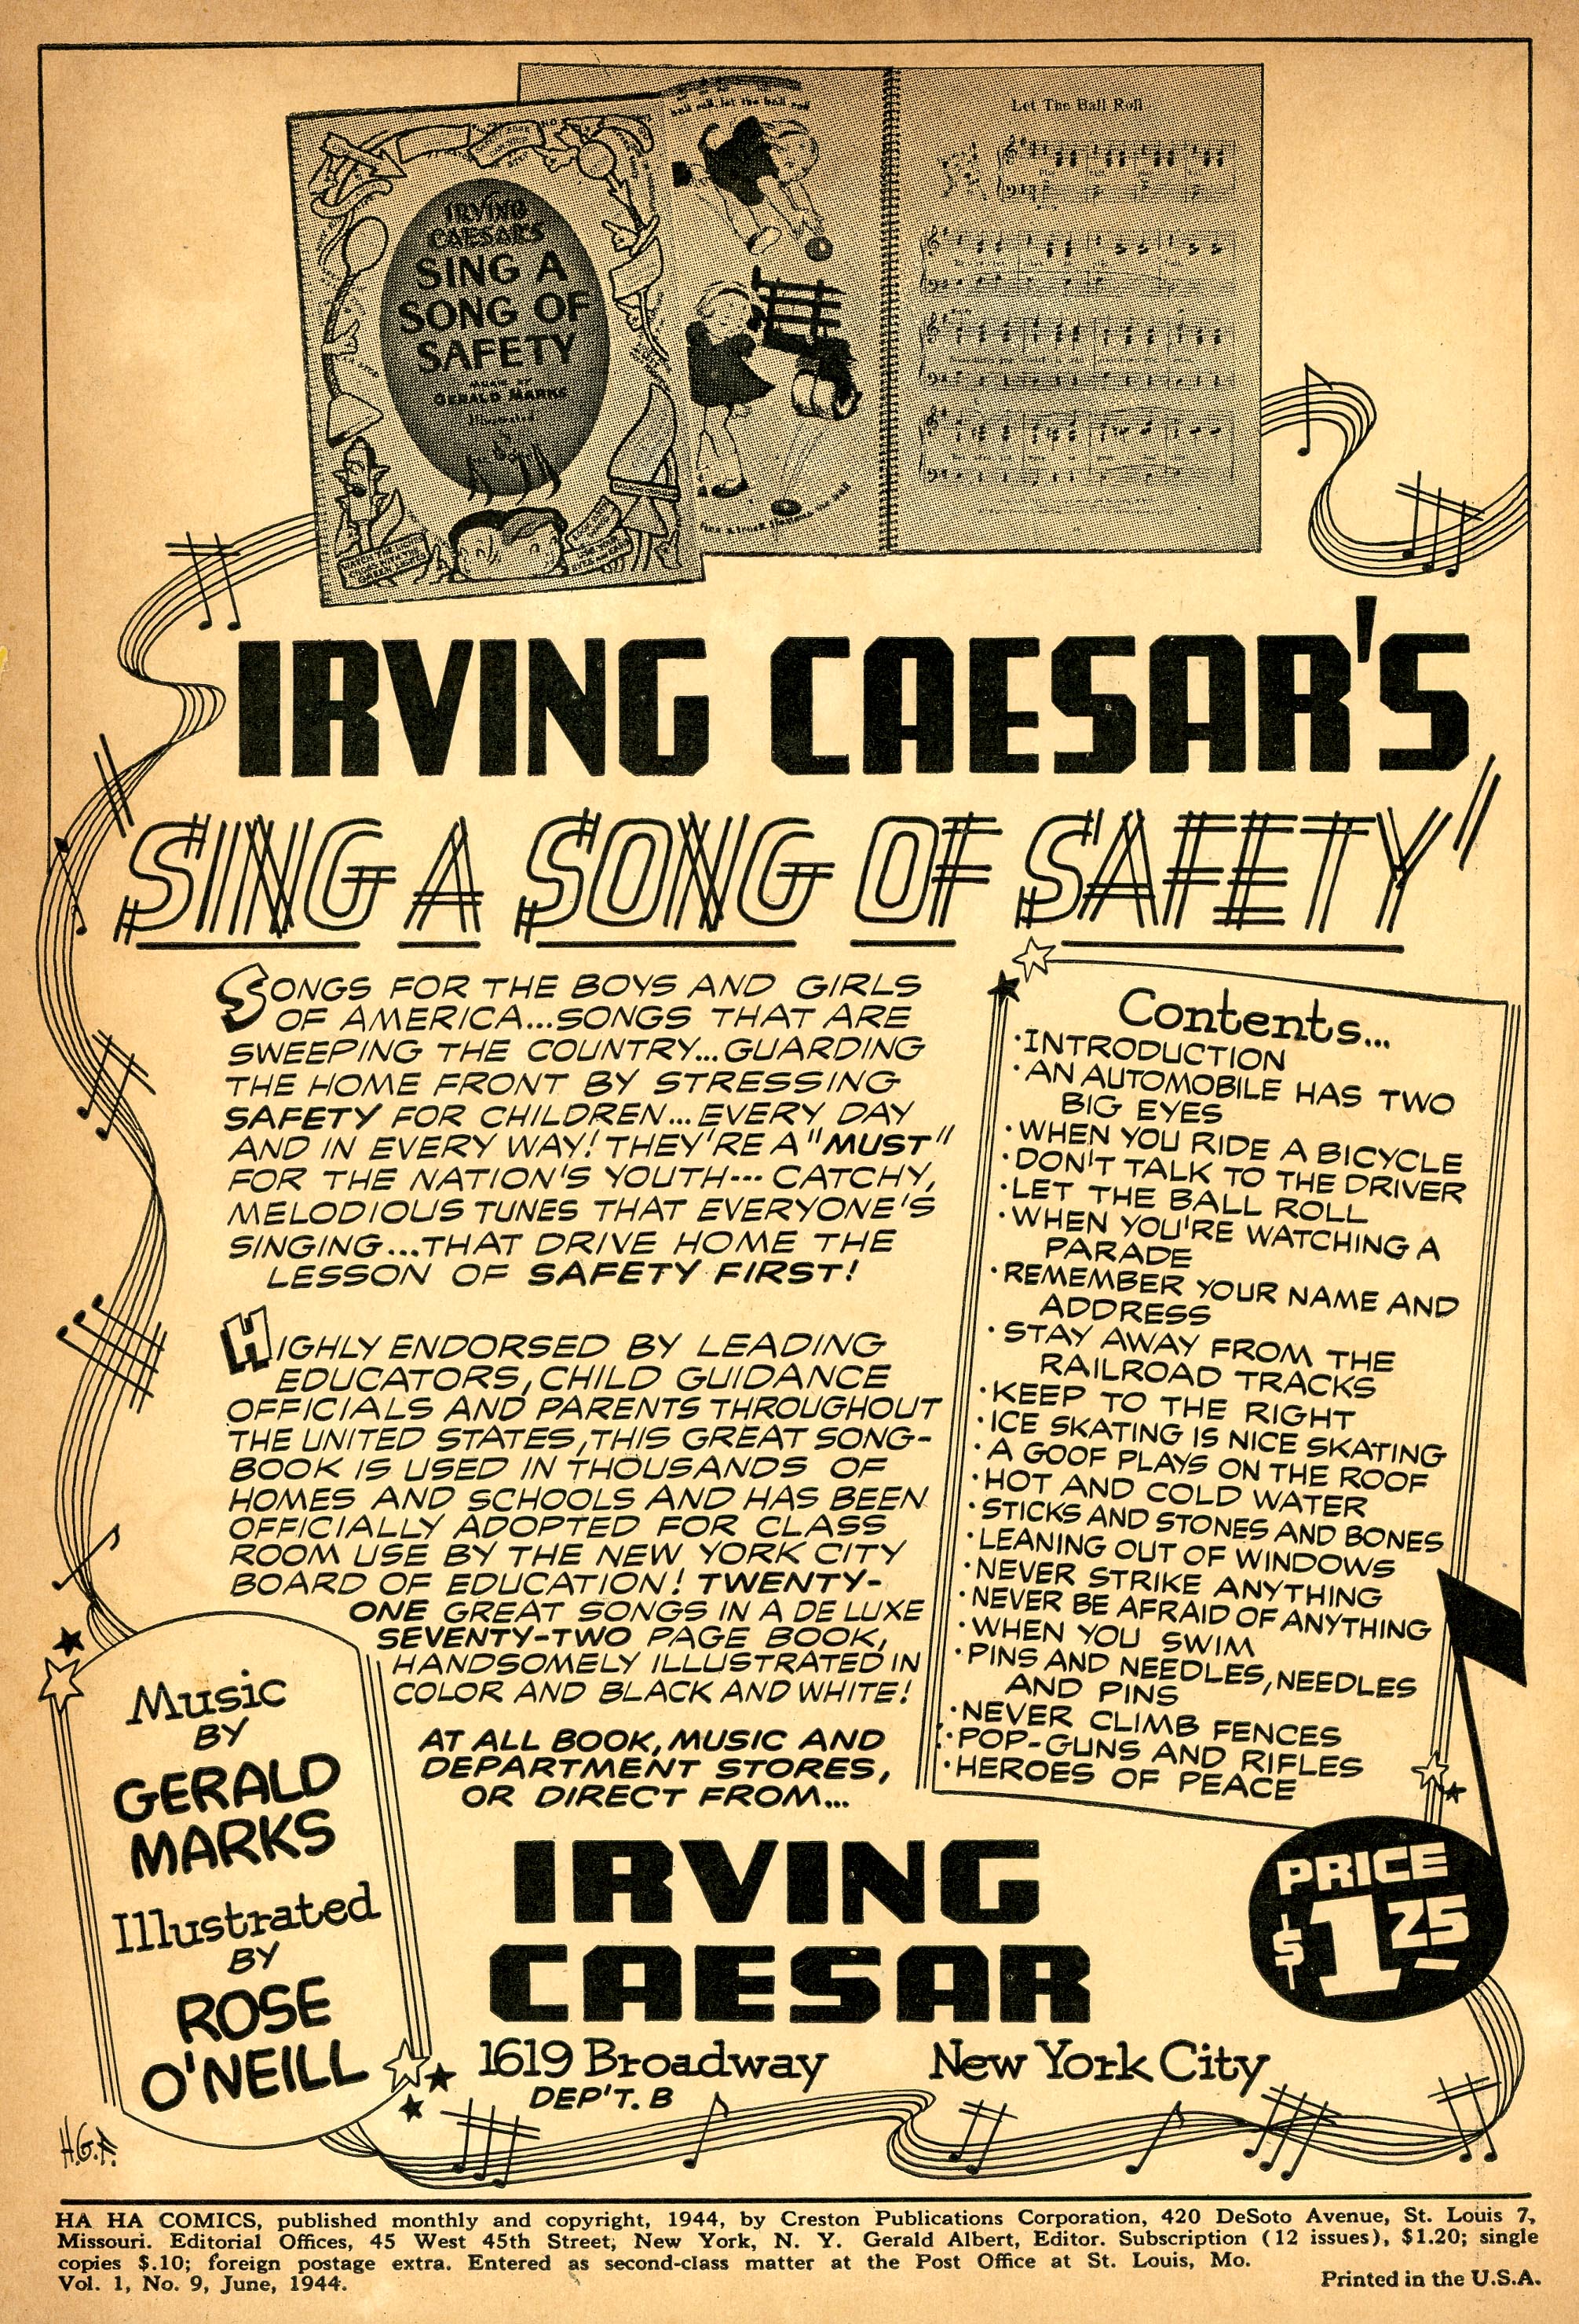 Let The Ball Roll
IRVING
CAESAR'S
SING A
SONG OF
SAFETY
MUSIC BY
GERALD MARKS
Illustrated
IRVING CAESAR'S
SING A SONG OF SAFETY"
SONGS FOR THE BOYS AND GIRLS
OF AMERICA...SONGS THAT ARE
SWEEPING THE COUNTRY...GUARDING
THE HOME FRONT BY STRESSING
SAFETY FOR CHILDREN...EVERY DAY
AND IN EVERY WAY! THEY'RE A "MUST"
FOR THE NATION'S YOUTH--- CATCHY,
MELODIOUS TUNES THAT EVERYONE'S
SINGING...THAT DRIVE HOME THE
LESSON OF SAFETY FIRST!
HIGHLY ENDORSED BY LEADING
EDUCATORS, CHILD GUIDANCE
OFFICIALS AND PARENTS THROUGHOUT
THE UNITED STATES, THIS GREAT SONG-
BOOK IS USED IN THOUSANDS OF
HOMES AND SCHOOLS AND HAS BEEN
OFFICIALLY ADOPTED FOR CLASS
ROOM USE BY THE NEW YORK CITY
BOARD OF EDUCATION! TWENTY-
ONE GREAT SONGS IN A DE LUXE
SEVENTY-TWO PAGE BOOK,
HANDSOMELY ILLUSTRATED IN
COLOR AND BLACK AND WHITE!
AT ALL BOOK, MUSIC AND
DEPARTMENT STORES,
OR DIRECT FROM...
Contents...
·INTRODUCTION
·AN AUTOMOBILE HAS TWO
BIG EYES
·WHEN YOU RIDE A BICYCLE
·DON'T TALK TO THE DRIVER
·LET THE BALL ROLL
·WHEN YOU'RE WATCHING A
PARADE
·REMEMBER YOUR NAME AND
ADDRESS
·STAY AWAY FROM THE
RAILROAD TRACKS
·KEEP TO THE RIGHT
·ICE SKATING IS NICE SKATING
·A GOOF PLAYS ON THE ROOF
·HOT AND COLD WATER
·STICKS AND STONES AND BONES
·LEANING OUT OF WINDOWS
·NEVER STRIKE ANYTHING
·NEVER BE AFRAID OF ANYTHING
·WHEN YOU SWIM
·PINS AND NEEDLES, NEEDLES
AND PINS
·NEVER CLIMB FENCES
·POP-GUNS AND RIFLES
·HEROES OF PEACE
Music
BY
GERALD
MARKS
Illustrated
BY
ROSE
O'NEILL
IRVING
CAESAR
1619 Broadway New York City
DEP'T. B
PRICE
$1.25
H.G.F.
HA HA COMICS, published monthly and copyright, 1944, by Creston Publications Corporation, 420 DeSoto Avenue, St. Louis 7,
Missouri. Editorial Offices, 45 West 45th Street, New York, N. Y. Gerald Albert, Editor. Subscription (12 issues), $1.20; single
copies $.10; foreign postage extra. Entered as second-class matter at the Post Office at St. Louis, Mo.
Vol. 1, No. 9, June, 1944. Printed in the U.S.A.